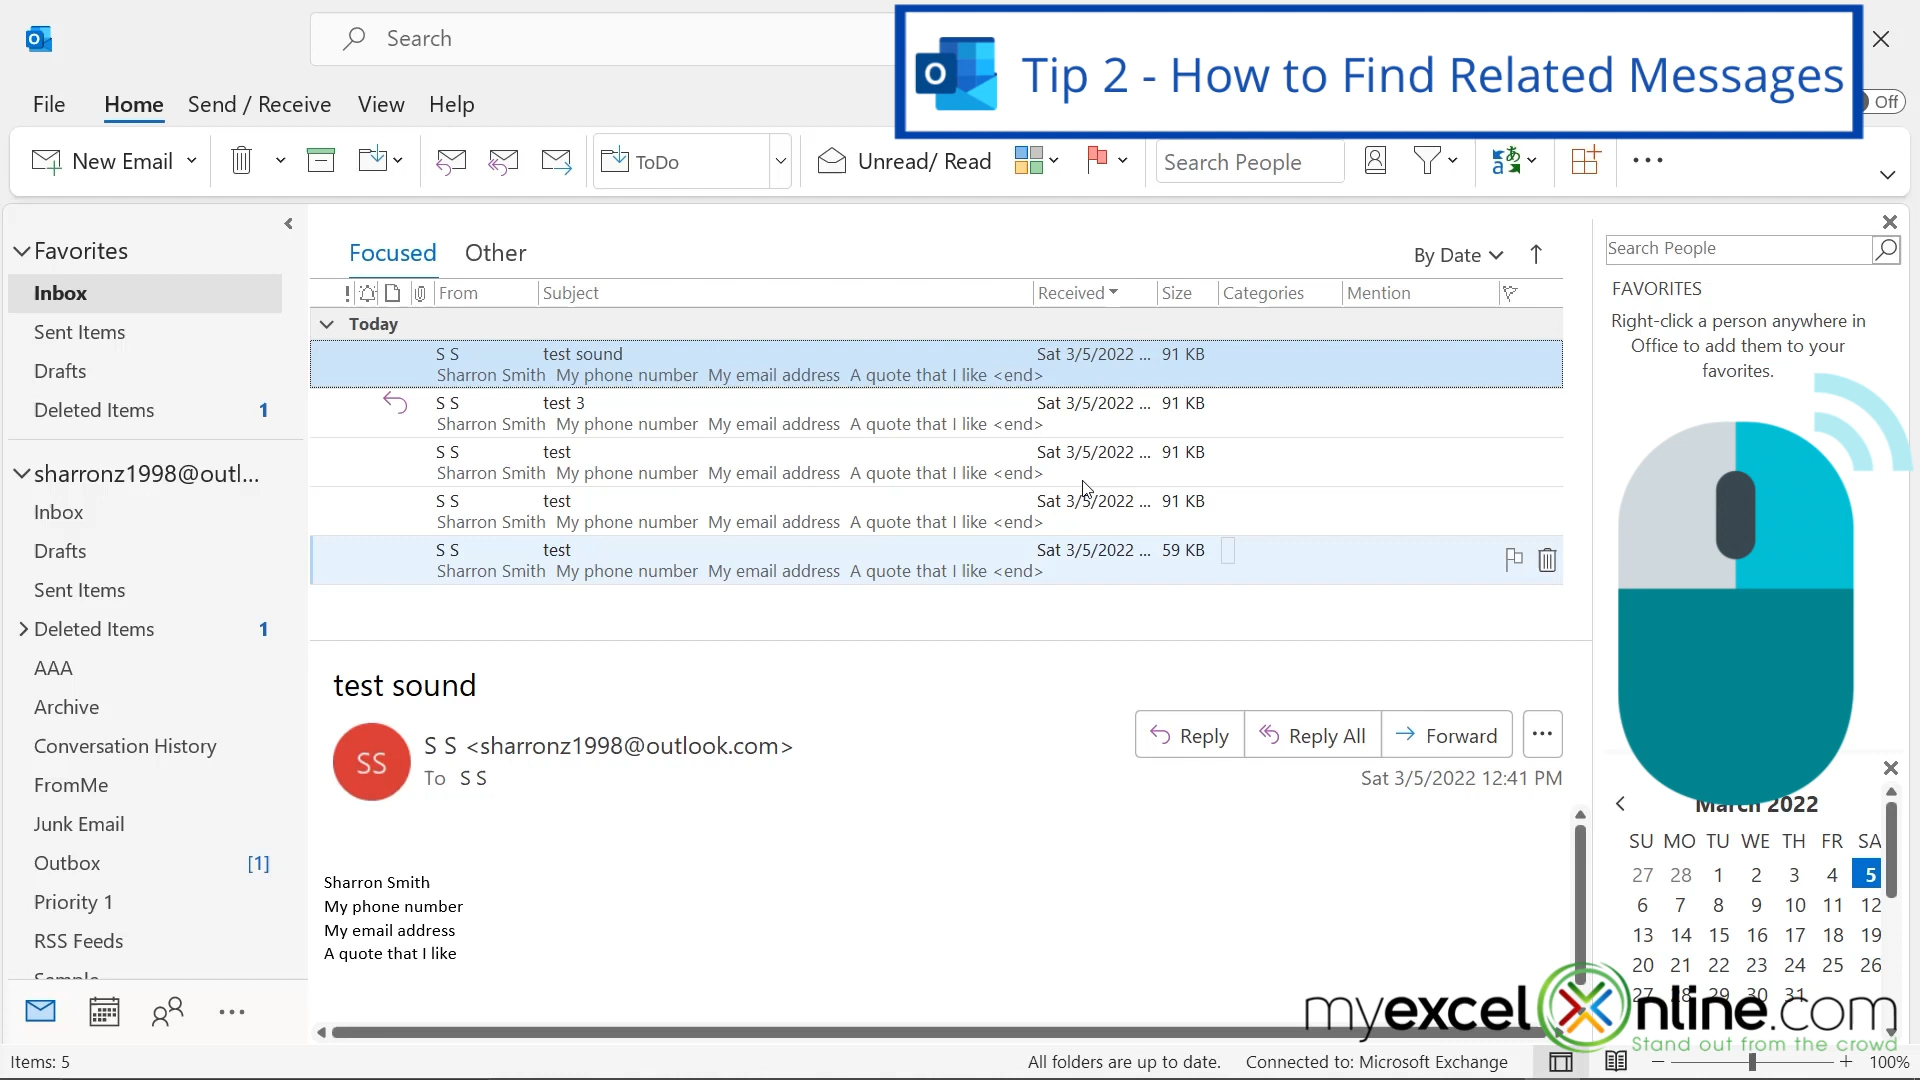 Search
Tip 2 - How to Find Related Messages
File Home Send / Receive View Help
Off
New Email
ToDo
Unread/ Read
Search People
Favorites
Inbox
Sent Items
Drafts
Deleted Items 1
sharronz1998@outl...
Inbox
Drafts
Sent Items
Deleted Items 1
AAA
Archive
Conversation History
FromMe
Junk Email
Outbox [1]
Priority 1
RSS Feeds
Focused Other
By Date
! From Subject Received Size Categories Mention
Today
S S test sound Sat 3/5/2022 ... 91 KB
Sharron Smith My phone number My email address A quote that I like <end>
S S test 3 Sat 3/5/2022 ... 91 KB
Sharron Smith My phone number My email address A quote that I like <end>
S S test Sat 3/5/2022 ... 91 KB
Sharron Smith My phone number My email address A quote that I like <end>
S S test Sat 3/5/2022 ... 91 KB
Sharron Smith My phone number My email address A quote that I like <end>
S S test Sat 3/5/2022 ... 59 KB
Sharron Smith My phone number My email address A quote that I like <end>
test sound
SS
S S <sharronz1998@outlook.com>
To S S
Reply Reply All Forward ...
Sat 3/5/2022 12:41 PM
Sharron Smith
My phone number
My email address
A quote that I like
Search People
FAVORITES
Right-click a person anywhere in
Office to add them to your
favorites.
March 2022
SU MO TU WE TH FR SA
27 28 1 2 3 4 5
6 7 8 9 10 11 12
13 14 15 16 17 18 19
20 21 22 23 24 25 26
27 28 29 30 31
myexcelonline.com
Stand out from the crowd
Items: 5
All folders are up to date. Connected to: Microsoft Exchange
100%